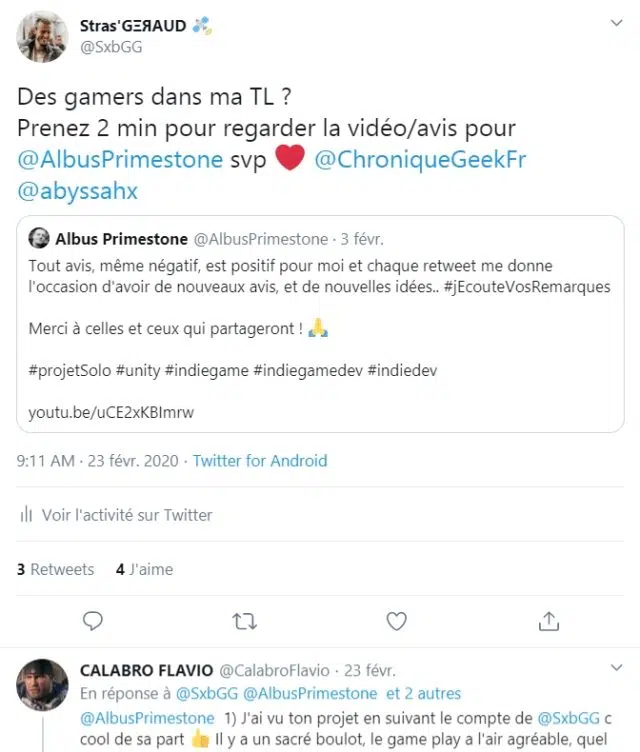 Stras'GΞЯAUD
@SxbGG
Des gamers dans ma TL ?
Prenez 2 min pour regarder la vidéo/avis pour
@AlbusPrimestone svp ❤️ @ChroniqueGeekFr
@abyssahx
Albus Primestone @AlbusPrimestone · 3 févr.
Tout avis, même négatif, est positif pour moi et chaque retweet me donne
l'occasion d'avoir de nouveaux avis, et de nouvelles idées.. #jEcouteVosRemarques
Merci à celles et ceux qui partageront ! 🙏
#projetSolo #unity #indiegame #indiegamedev #indiedev
youtu.be/uCE2xKBImrw
9:11 AM · 23 févr. 2020 · Twitter for Android
Voir l'activité sur Twitter
3 Retweets 4 J'aime
CALABRO FLAVIO @CalabroFlavio · 23 févr.
En réponse à @SxbGG @AlbusPrimestone et 2 autres
@AlbusPrimestone 1) J'ai vu ton projet en suivant le compte de @SxbGG c
cool de sa part 👍 Il y a un sacré boulot, le game play a l'air agréable, quel